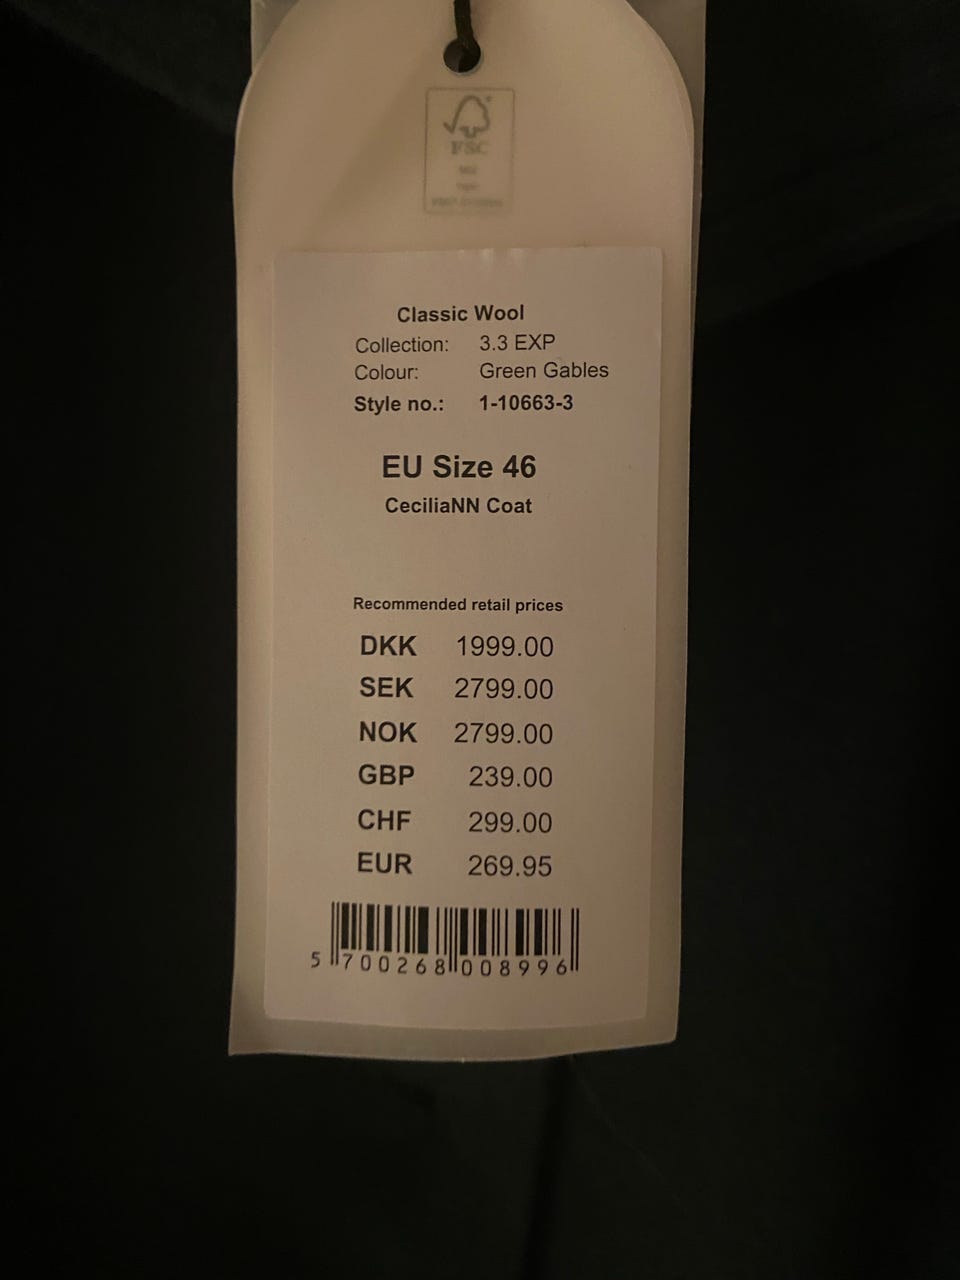 FSC
Classic Wool
Collection: 3.3 EXP
Colour: Green Gables
Style no.: 1-10663-3
EU Size 46
CeciliaNN Coat
Recommended retail prices
DKK 1999.00
SEK 2799.00
NOK 2799.00
GBP 239.00
CHF 299.00
EUR 269.95
5 700268 008996